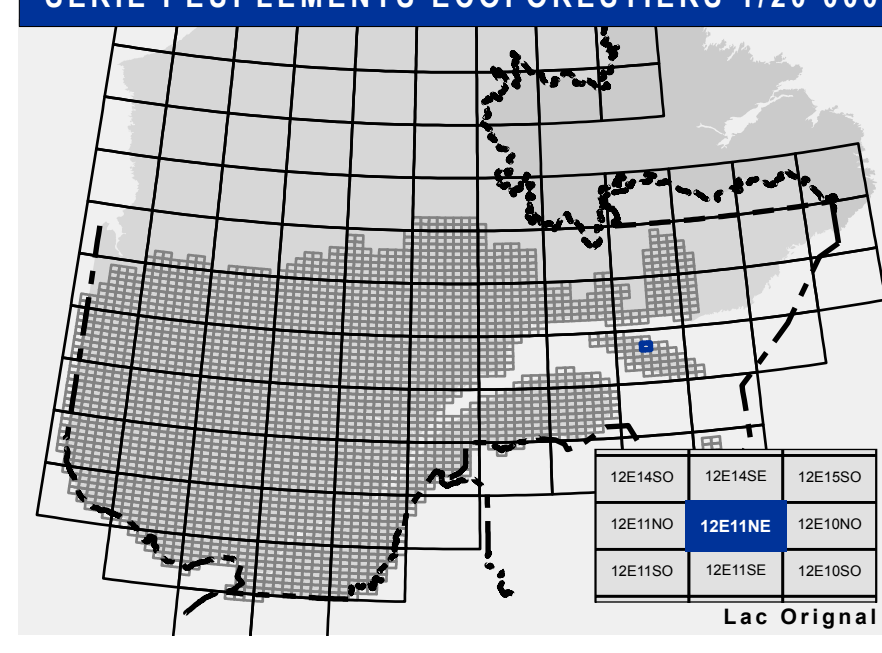 SÉRIE PEUPLEMENTS ÉCOFORESTIERS 1/20 000
12E14SO 12E14SE 12E15SO
12E11NO 12E11NE 12E10NO
12E11SO 12E11SE 12E10SO
Lac Orignal